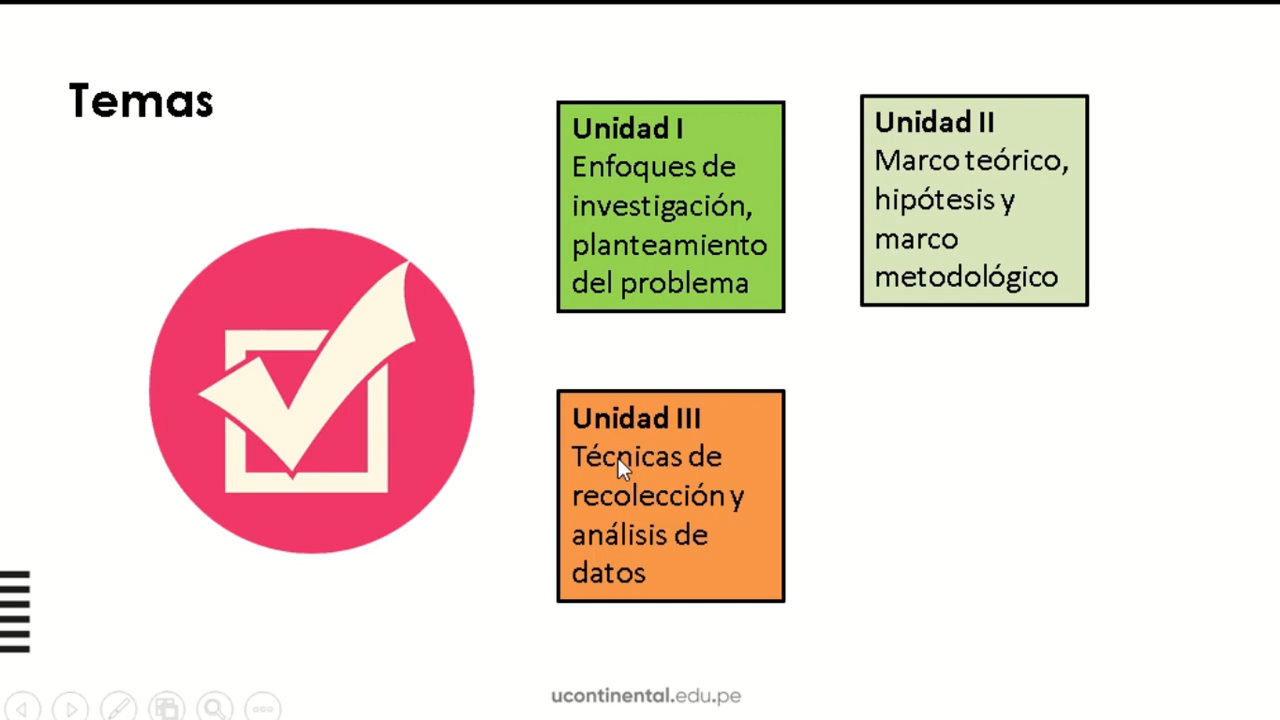 Temas
Unidad I
Enfoques de
investigación,
planteamiento
del problema
Unidad II
Marco teórico,
hipótesis y
marco
metodológico
Unidad III
Técnicas de
recolección y
análisis de
datos
ucontinental.edu.pe